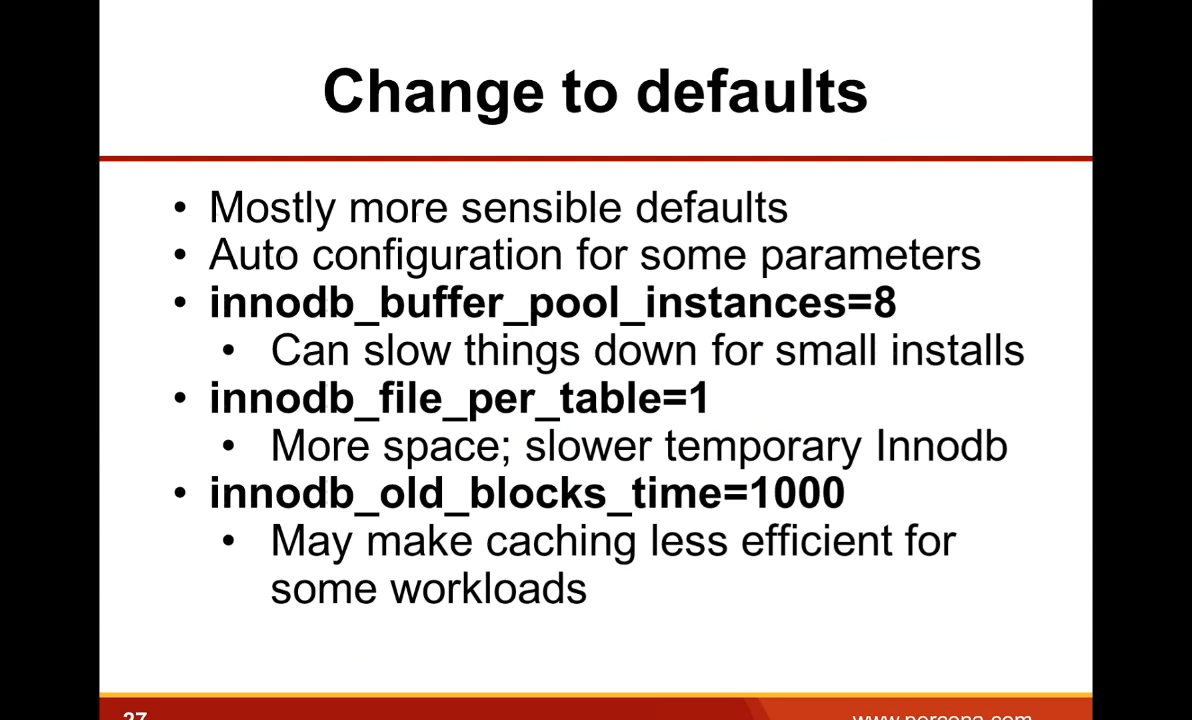 Change to defaults
• Mostly more sensible defaults
• Auto configuration for some parameters
• innodb_buffer_pool_instances=8
• Can slow things down for small installs
• innodb_file_per_table=1
• More space; slower temporary Innodb
• innodb_old_blocks_time=1000
• May make caching less efficient for
some workloads
27